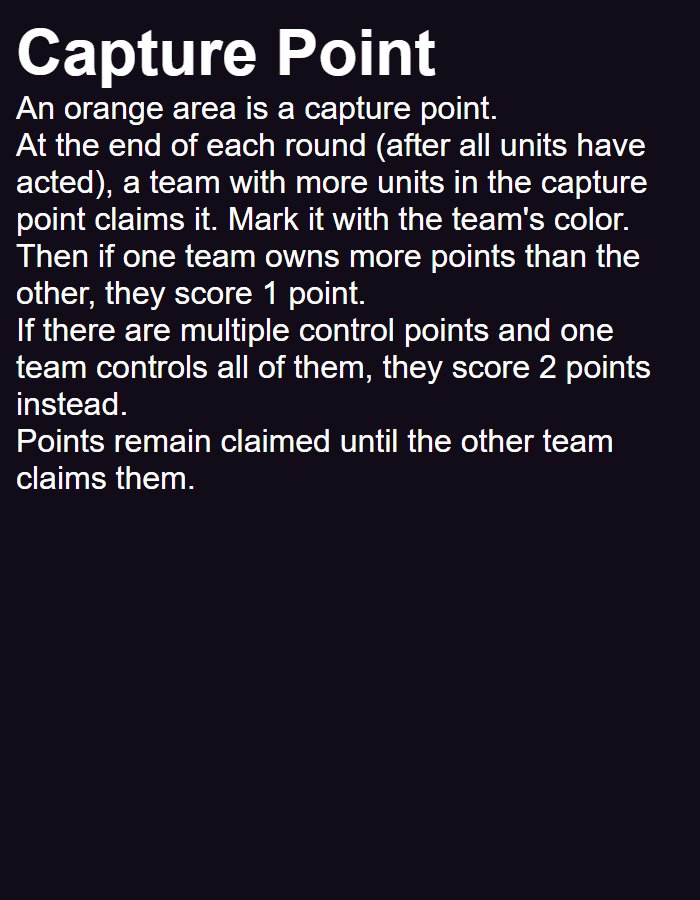 Capture Point
An orange area is a capture point.
At the end of each round (after all units have
acted), a team with more units in the capture
point claims it. Mark it with the team's color.
Then if one team owns more points than the
other, they score 1 point.
If there are multiple control points and one
team controls all of them, they score 2 points
instead.
Points remain claimed until the other team
claims them.